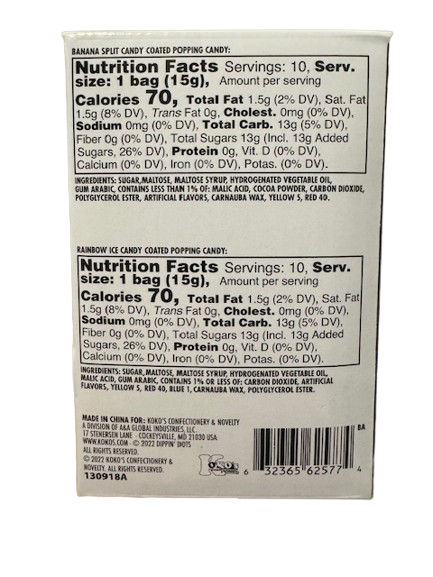 BANANA SPLIT CANDY COATED POPPING CANDY:
Nutrition Facts Servings: 10, Serv.
size: 1 bag (15g), Amount per serving
Calories 70, Total Fat 1.5g (2% DV), Sat. Fat
1.5g (8% DV), Trans Fat 0g, Cholest. 0mg (0% DV),
Sodium 0mg (0% DV), Total Carb. 13g (5% DV),
Fiber 0g (0% DV), Total Sugars 13g (Incl. 13g Added
Sugars, 26% DV), Protein 0g, Vit. D (0% DV),
Calcium (0% DV), Iron (0% DV), Potas. (0% DV).
INGREDIENTS: SUGAR,MALTOSE, MALTOSE SYRUP, HYDROGENATED VEGETABLE OIL,
GUM ARABIC, CONTAINS LESS THAN 1% OF: MALIC ACID, COCOA POWDER, CARBON DIOXIDE,
POLYGLYCEROL ESTER, ARTIFICIAL FLAVORS, CARNAUBA WAX, YELLOW 5, RED 40.
RAINBOW ICE CANDY COATED POPPING CANDY:
Nutrition Facts Servings: 10, Serv.
size: 1 bag (15g), Amount per serving
Calories 70, Total Fat 1.5g (2% DV), Sat. Fat
1.5g (8% DV), Trans Fat 0g, Cholest. 0mg (0% DV),
Sodium 0mg (0% DV), Total Carb. 13g (5% DV),
Fiber 0g (0% DV), Total Sugars 13g (Incl. 13g Added
Sugars, 26% DV), Protein 0g, Vit. D (0% DV),
Calcium (0% DV), Iron (0% DV), Potas. (0% DV).
INGREDIENTS: SUGAR, MALTOSE, MALTOSE SYRUP, HYDROGENATED VEGETABLE OIL,
MALIC ACID, GUM ARABIC, CONTAINS 1% OR LESS OF: CARBON DIOXIDE, ARTIFICIAL
FLAVORS, YELLOW 5, RED 40, BLUE 1, CARNAUBA WAX, POLYGLYCEROL ESTER.
MADE IN CHINA FOR: KOKO'S CONFECTIONERY & NOVELTY
A DIVISION OF A&A GLOBAL INDUSTRIES, LLC.
17 STENERSEN LANE - COCKEYSVILLE, MD 21030 USA
WWW.KOKOS.COM - © 2022 DIPPIN' DOTS
ALL RIGHTS RESERVED.
© 2022 KOKO'S CONFECTIONERY &
NOVELTY. ALL RIGHTS RESERVED.
130918A
KOKO'S
BA
6 32365 62577 4